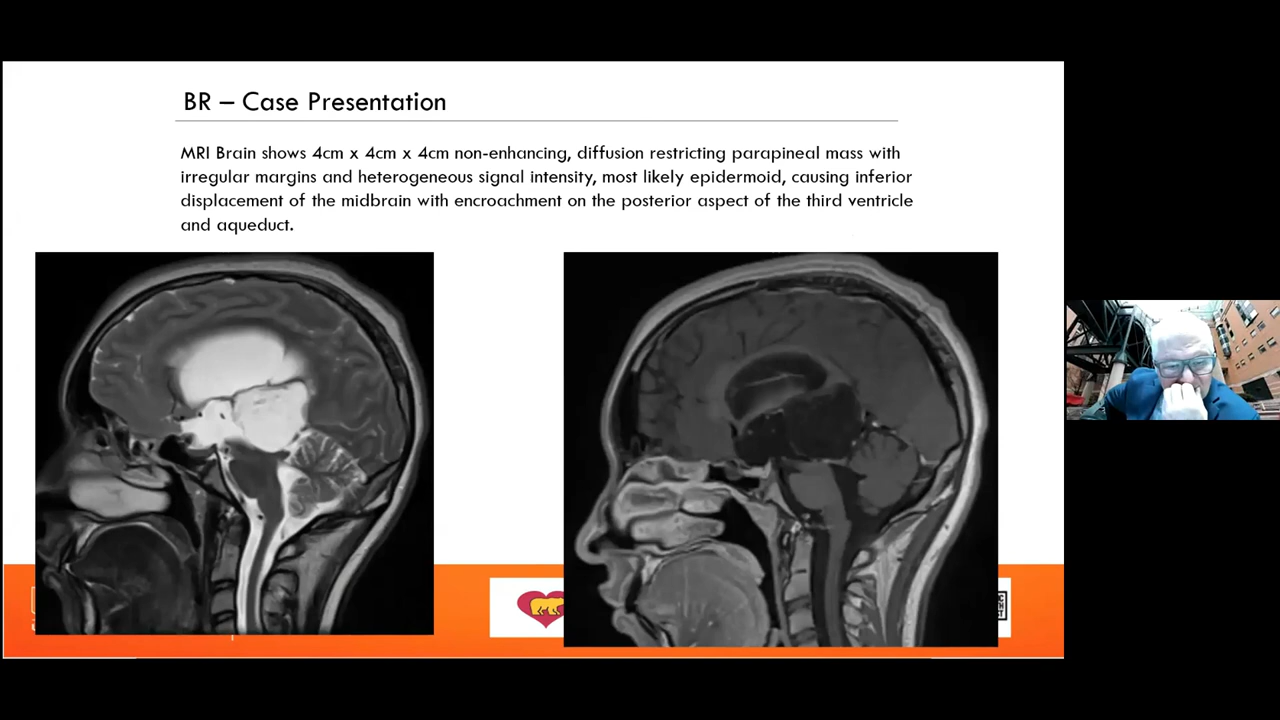 BR – Case Presentation
MRI Brain shows 4cm x 4cm x 4cm non-enhancing, diffusion restricting parapineal mass with
irregular margins and heterogeneous signal intensity, most likely epidermoid, causing inferior
displacement of the midbrain with encroachment on the posterior aspect of the third ventricle
and aqueduct.